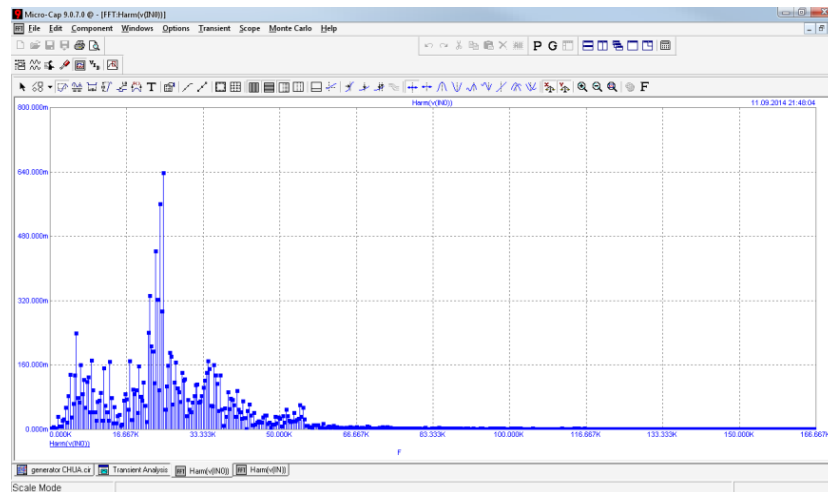 Micro-Cap 9.0.7.0 @ - [FFT:Harm(v(IN0))]
File Edit Component Windows Options Transient Scope Monte Carlo Help
P G
T F
Harm(v(IN0))
11.09.2014 21:48:04
800.000m
640.000m
480.000m
320.000m
160.000m
0.000m
0.000K 16.667K 33.333K 50.000K 66.667K 83.333K 100.000K 116.667K 133.333K 150.000K 166.667K
Harm(v(IN0))
F
generator CHUA.cir Transient Analysis FFT Harm(v(IN0)) FFT Harm(v(IN))
Scale Mode